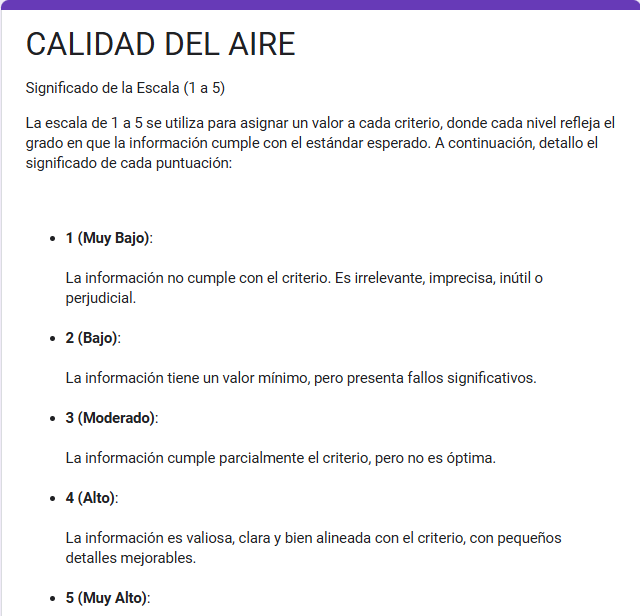 CALIDAD DEL AIRE
Significado de la Escala (1 a 5)
La escala de 1 a 5 se utiliza para asignar un valor a cada criterio, donde cada nivel refleja el
grado en que la información cumple con el estándar esperado. A continuación, detallo el
significado de cada puntuación:
• 1 (Muy Bajo):
La información no cumple con el criterio. Es irrelevante, imprecisa, inútil o
perjudicial.
• 2 (Bajo):
La información tiene un valor mínimo, pero presenta fallos significativos.
• 3 (Moderado):
La información cumple parcialmente el criterio, pero no es óptima.
• 4 (Alto):
La información es valiosa, clara y bien alineada con el criterio, con pequeños
detalles mejorables.
• 5 (Muy Alto):